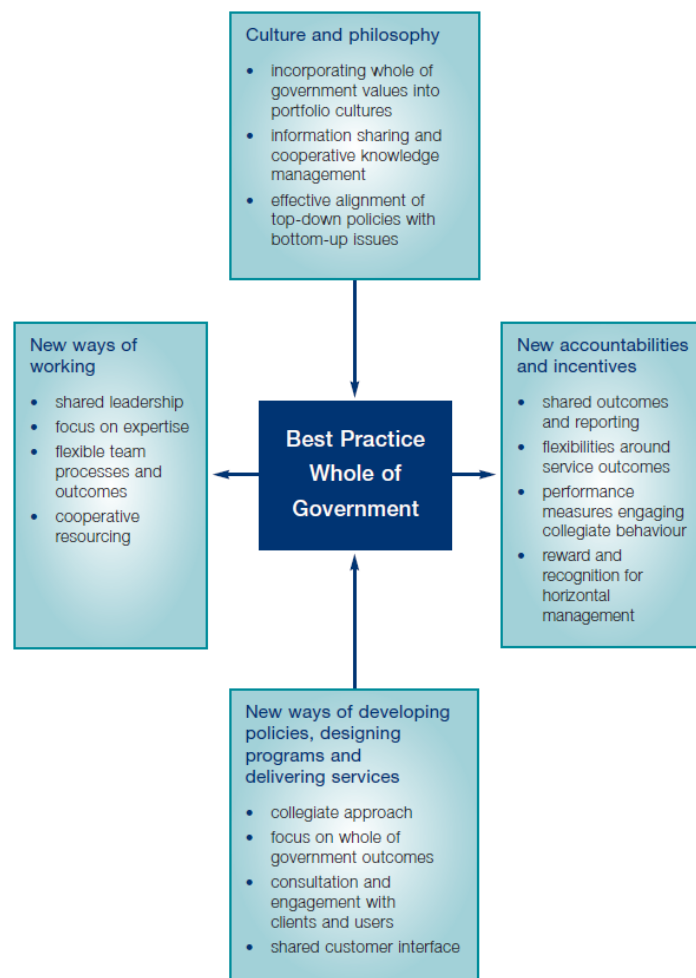 Culture and philosophy
• incorporating whole of
government values into
portfolio cultures
• information sharing and
cooperative knowledge
management
• effective alignment of
top-down policies with
bottom-up issues
New ways of
working
• shared leadership
• focus on expertise
• flexible team
processes and
outcomes
• cooperative
resourcing
Best Practice
Whole of
Government
New accountabilities
and incentives
• shared outcomes
and reporting
• flexibilities around
service outcomes
• performance
measures engaging
collegiate behaviour
• reward and
recognition for
horizontal
management
New ways of developing
policies, designing
programs and
delivering services
• collegiate approach
• focus on whole of
government outcomes
• consultation and
engagement with
clients and users
• shared customer interface